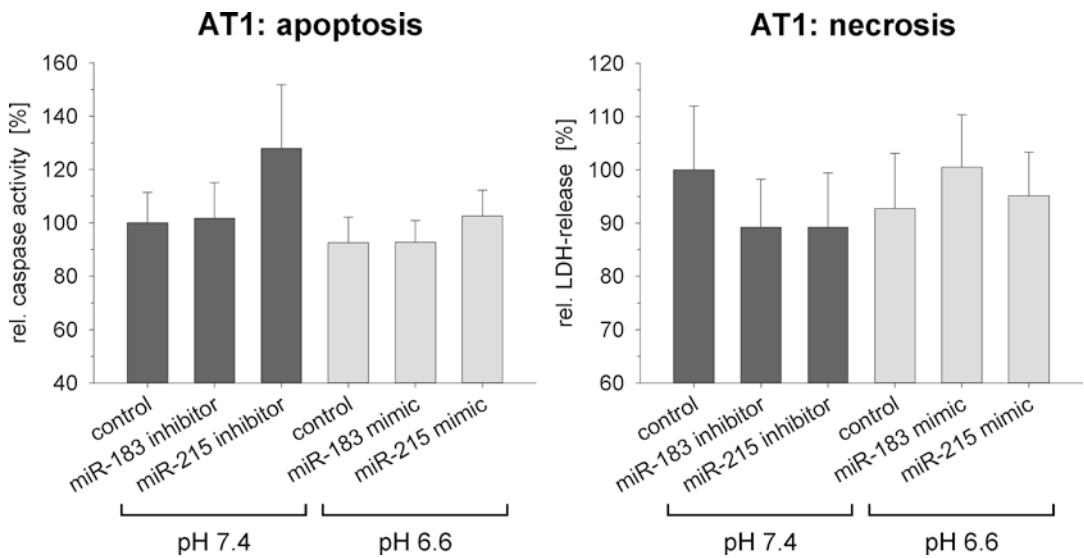 AT1: apoptosis
rel. caspase activity [%]
160
140
120
100
80
60
40
control
miR-183 inhibitor
miR-215 inhibitor
control
miR-183 mimic
miR-215 mimic
pH 7.4
pH 6.6
AT1: necrosis
rel. LDH-release [%]
120
110
100
90
80
70
60
control
miR-183 inhibitor
miR-215 inhibitor
control
miR-183 mimic
miR-215 mimic
pH 7.4
pH 6.6